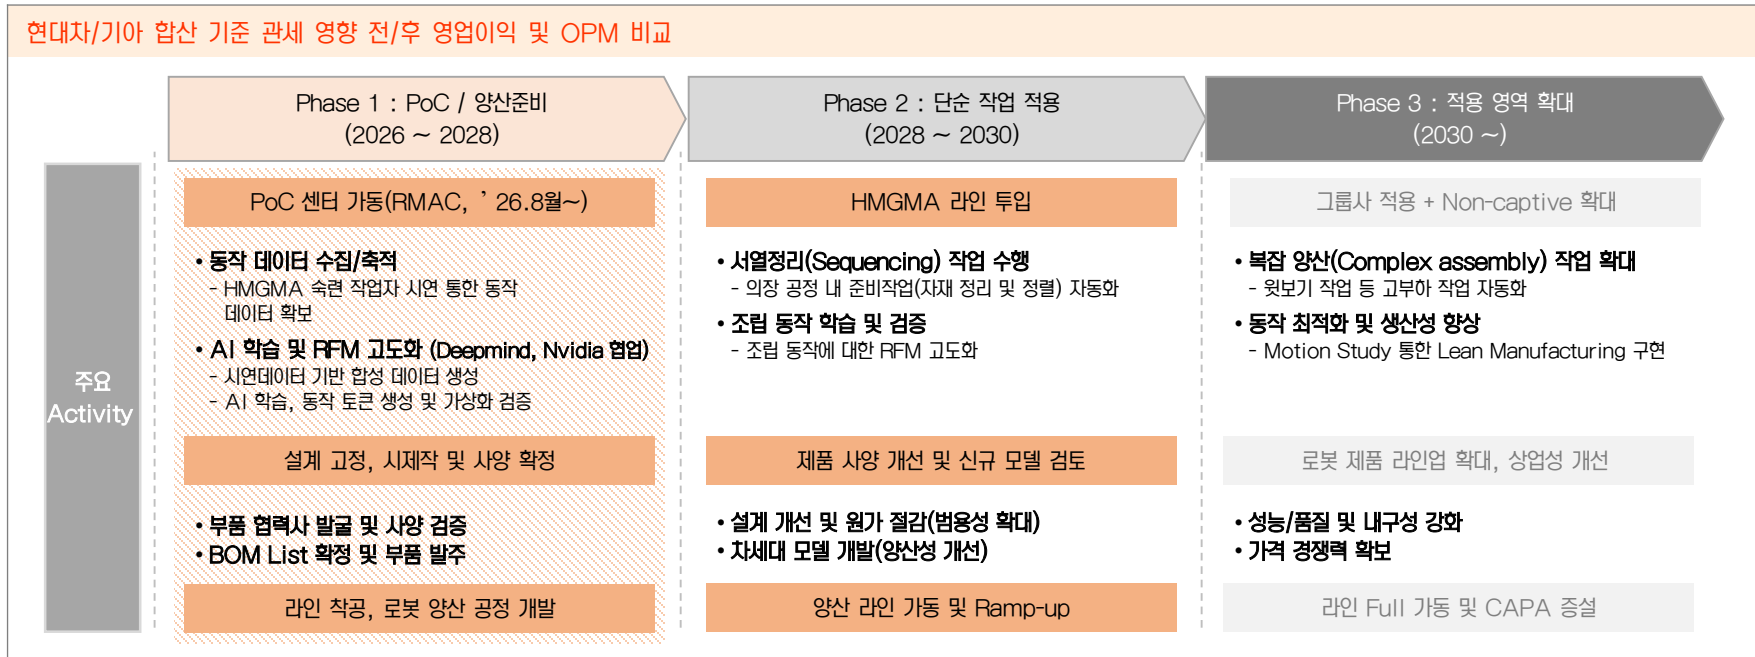 현대차/기아 합산 기준 관세 영향 전/후 영업이익 및 OPM 비교
Phase 1 : PoC / 양산준비
(2026 ~ 2028)
Phase 2 : 단순 작업 적용
(2028 ~ 2030)
Phase 3 : 적용 영역 확대
(2030 ~)
주요
Activity
PoC 센터 가동(RMAC, ’26.8월~)
• 동작 데이터 수집/축적
- HMGMA 숙련 작업자 시연 통한 동작
데이터 확보
• AI 학습 및 RFM 고도화 (Deepmind, Nvidia 협업)
- 시연데이터 기반 합성 데이터 생성
- AI 학습, 동작 토큰 생성 및 가상화 검증
설계 고정, 시제작 및 사양 확정
• 부품 협력사 발굴 및 사양 검증
• BOM List 확정 및 부품 발주
라인 착공, 로봇 양산 공정 개발
HMGMA 라인 투입
• 서열정리(Sequencing) 작업 수행
- 의장 공정 내 준비작업(자재 정리 및 정렬) 자동화
• 조립 동작 학습 및 검증
- 조립 동작에 대한 RFM 고도화
제품 사양 개선 및 신규 모델 검토
• 설계 개선 및 원가 절감(범용성 확대)
• 차세대 모델 개발(양산성 개선)
양산 라인 가동 및 Ramp-up
그룹사 적용 + Non-captive 확대
• 복잡 양산(Complex assembly) 작업 확대
- 윗보기 작업 등 고부하 작업 자동화
• 동작 최적화 및 생산성 향상
- Motion Study 통한 Lean Manufacturing 구현
로봇 제품 라인업 확대, 상업성 개선
• 성능/품질 및 내구성 강화
• 가격 경쟁력 확보
라인 Full 가동 및 CAPA 증설